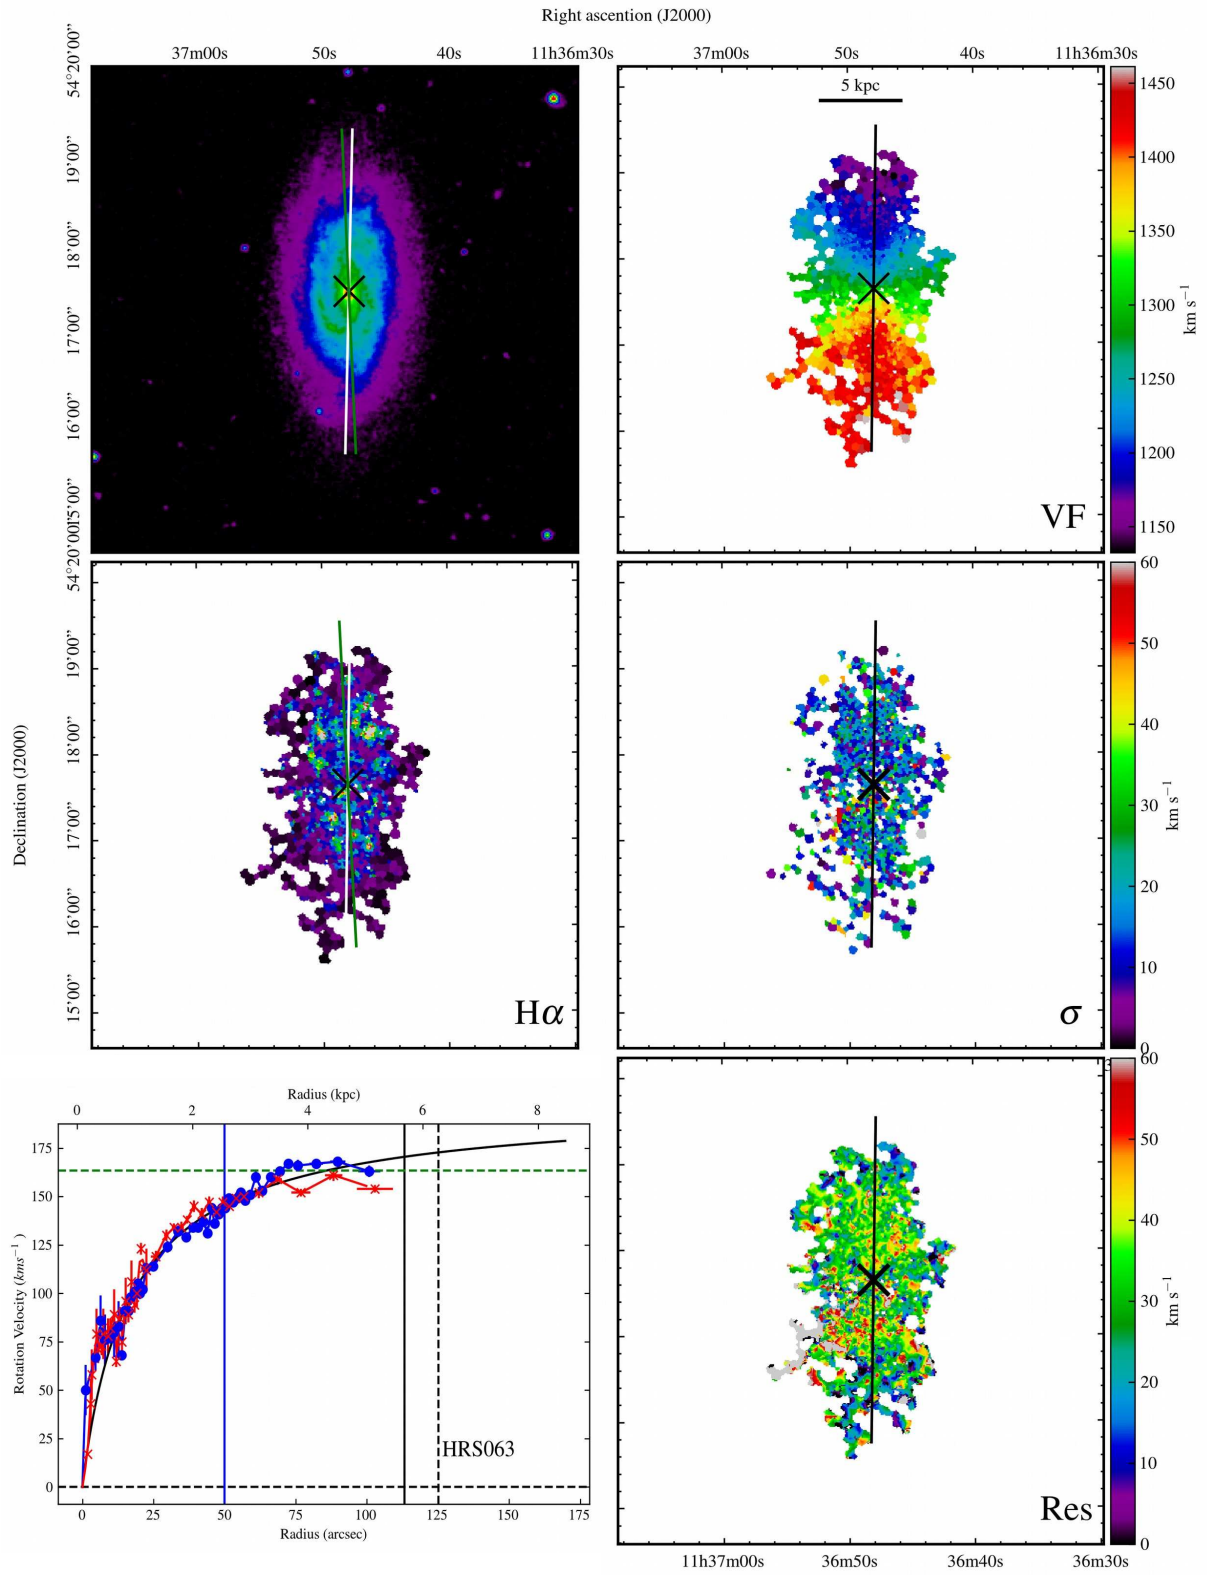 Right ascention (J2000)
37m00s 50s 40s 11h36m30s
37m00s 50s 40s 11h36m30s
54°20'00" 19'00" 18'00" 17'00" 16'00" 15'00"
5 kpc
VF
1450
1400
1350
1300
1250
1200
1150
km s−1
Declination (J2000)
54°20'00" 19'00" 18'00" 17'00" 16'00" 15'00"
Hα
σ
60
50
40
30
20
10
0
km s−1
Radius (kpc)
0 2 4 6 8
175
150
125
100
75
50
25
0
Rotation Velocity (kms−1)
HRS063
0 25 50 75 100 125 150 175
Radius (arcsec)
Res
60
50
40
30
20
10
0
km s−1
11h37m00s 36m50s 36m40s 36m30s